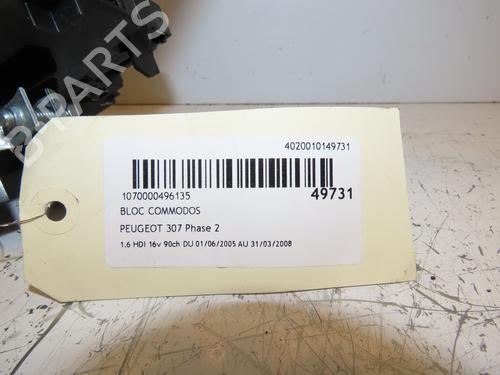 4020010149731
1070000496135
49731
BLOC COMMODOS
PEUGEOT 307 Phase 2
1.6 HDI 16v 90ch DU 01/06/2005 AU 31/03/2008
B PARTS